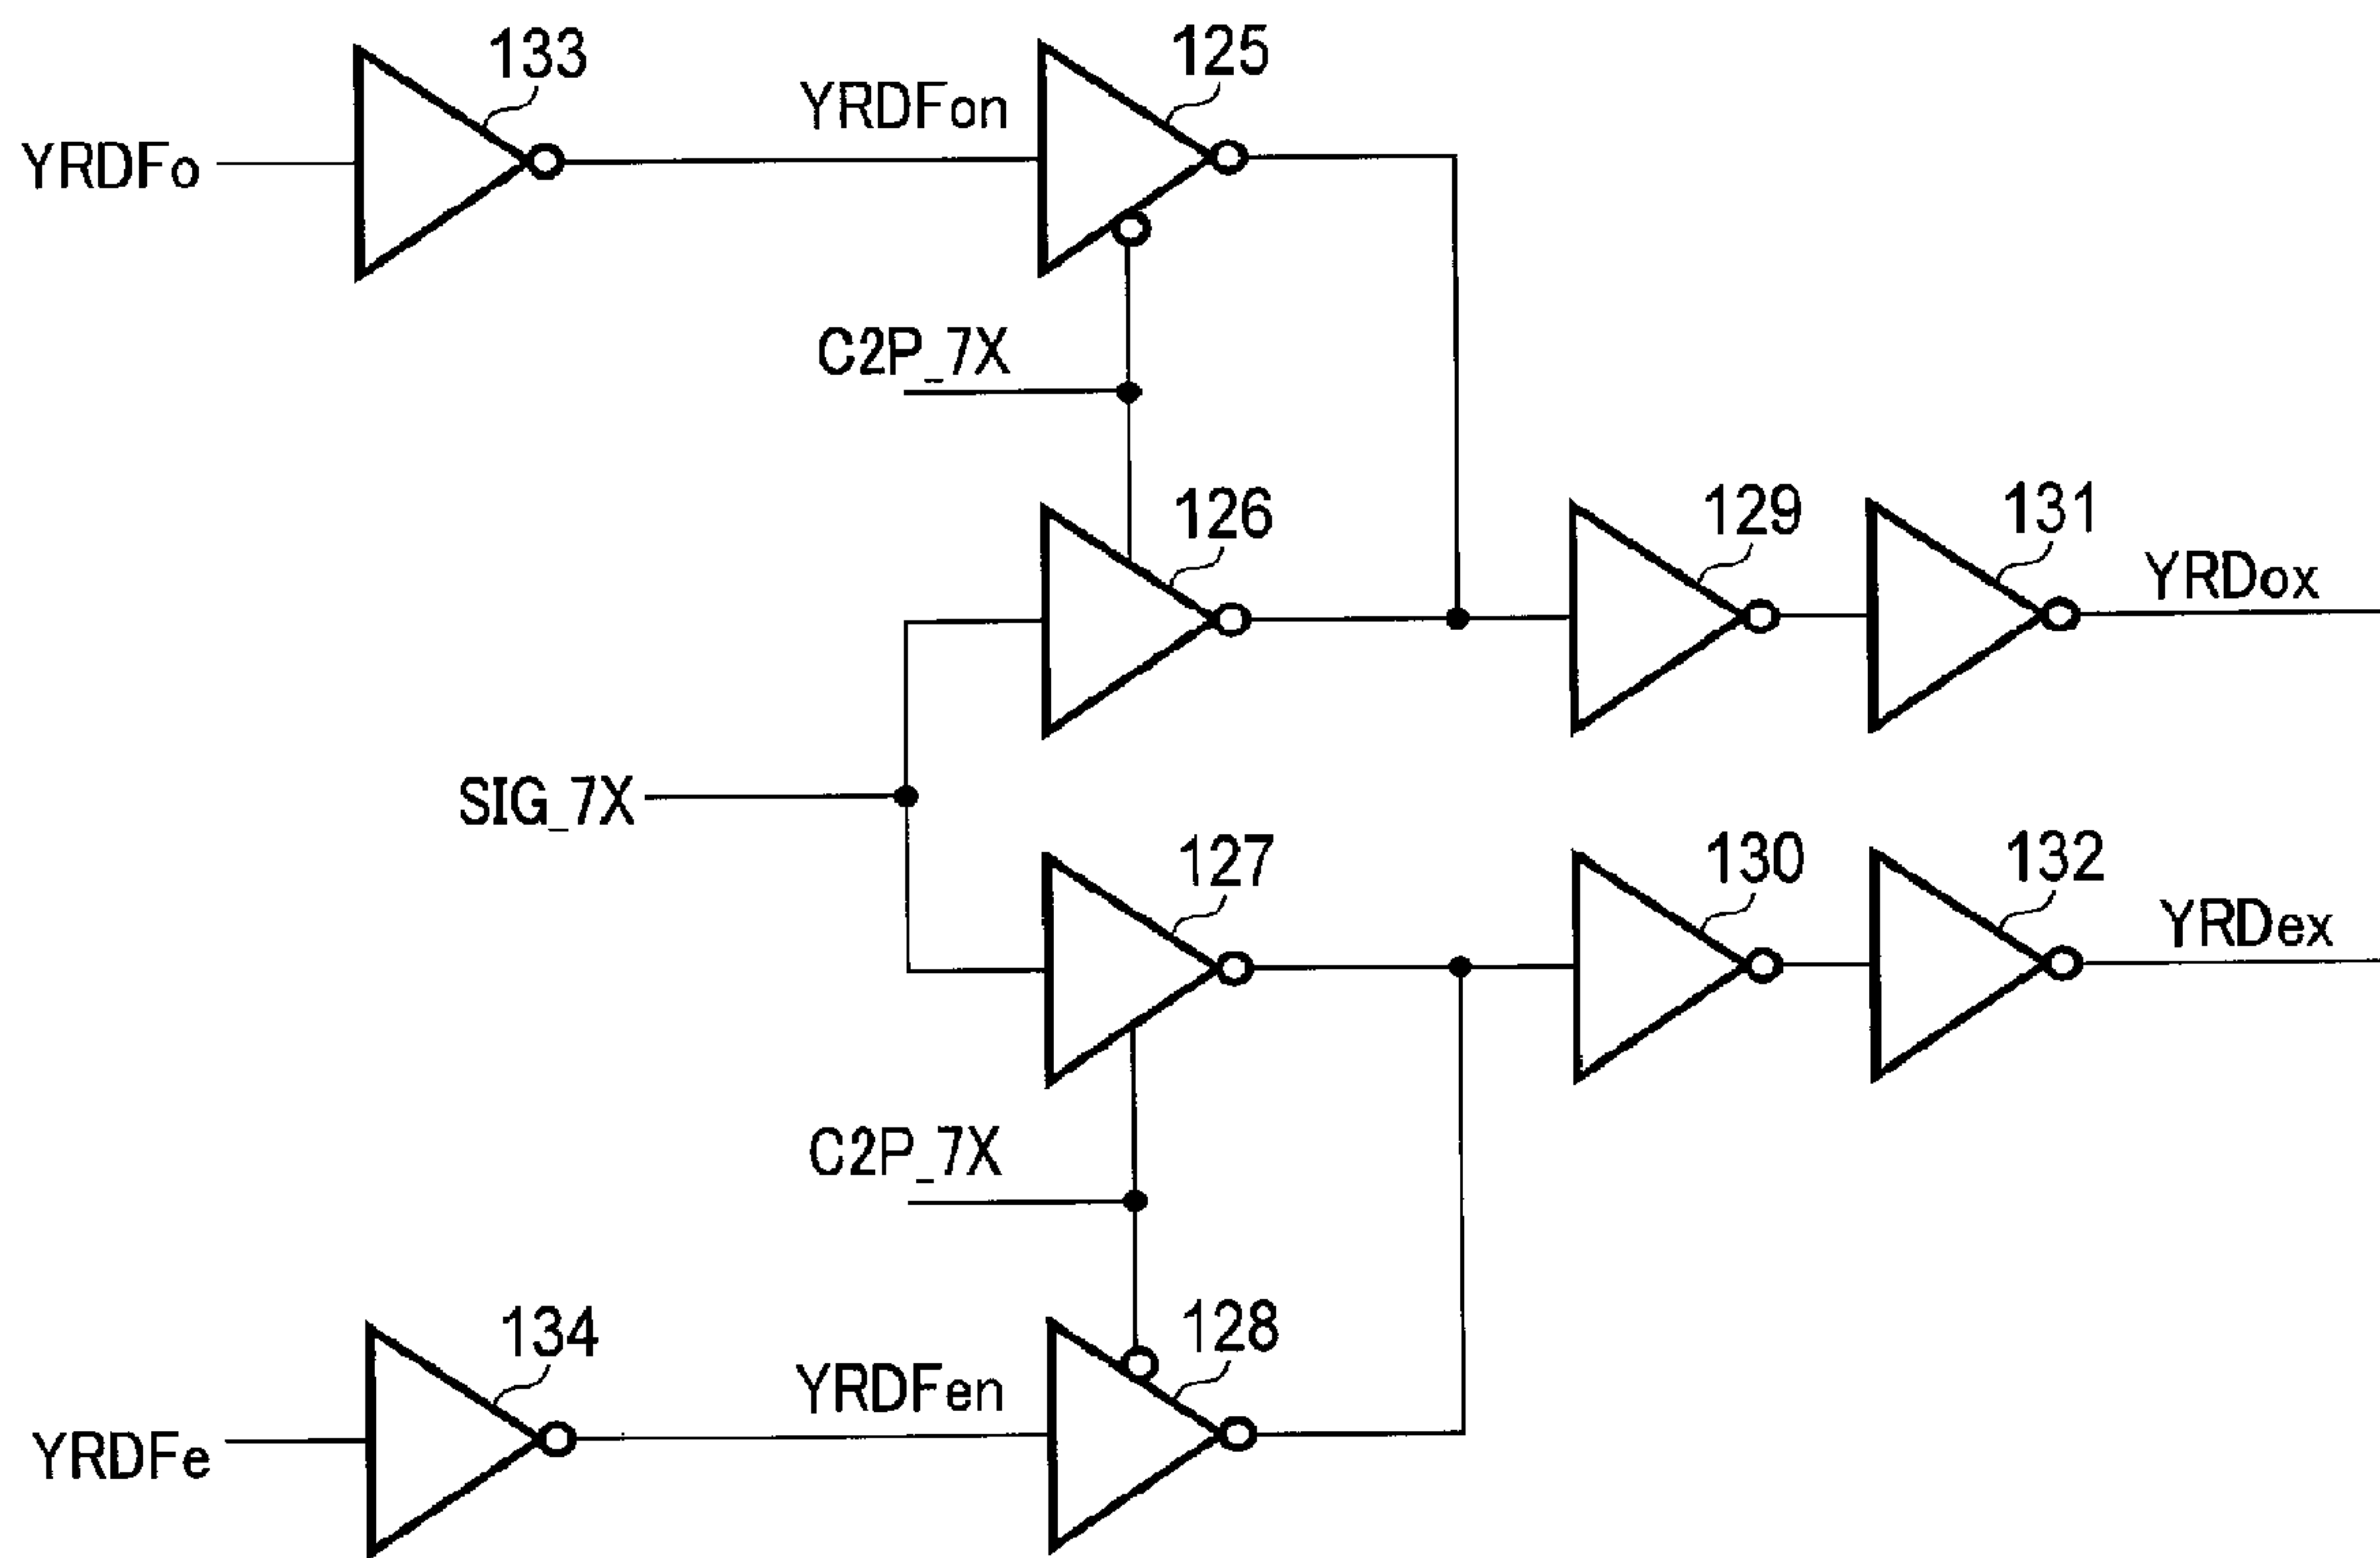 133
125
YRDFon
YRDFo
C2P_7X
126
129
131
YRDox
SIG_7X
127
130
132
YRDex
C2P_7X
134
128
YRDFen
YRDFe